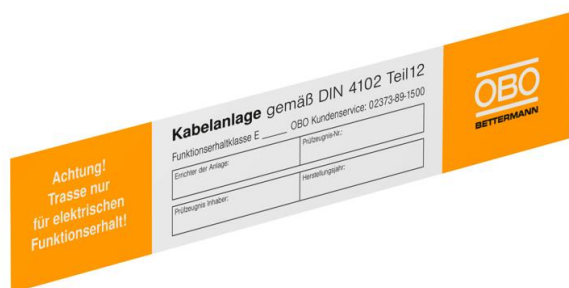 Achtung!
Trasse nur
für elektrischen
Funktionserhalt!
Kabelanlage gemäß DIN 4102 Teil12
Funktionserhaltklasse E ____ OBO Kundenservice: 02373-89-1500
Errichter der Anlage:
Prüfzeugnis-Nr.:
Prüfzeugnis Inhaber:
Herstellungsjahr:
OBO
BETTERMANN